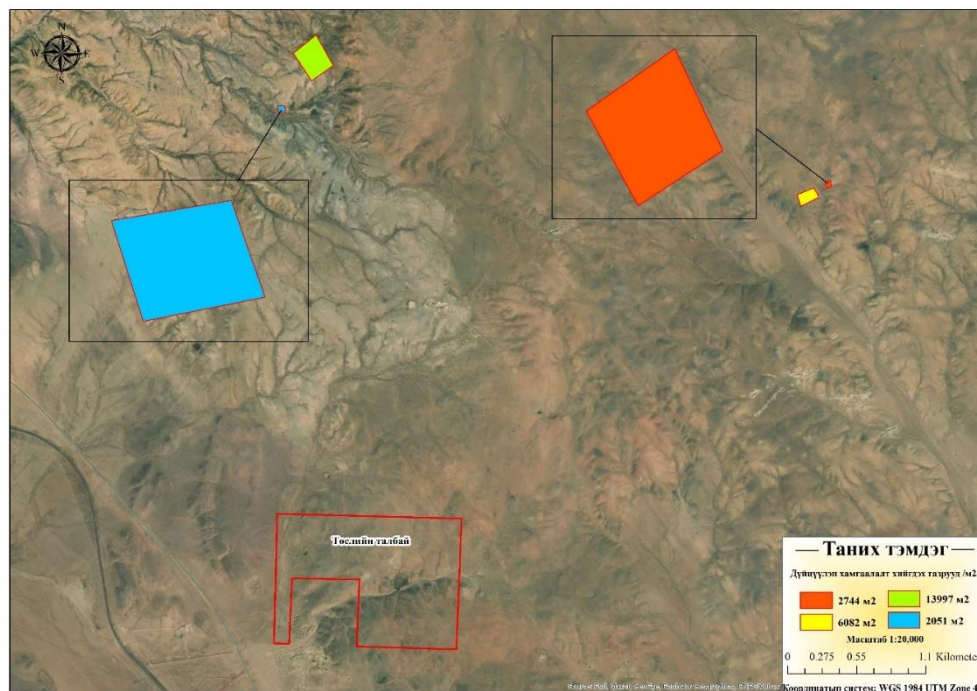 N
W E
S
Төслийн талбай
Таних тэмдэг
Дүйцүүлэн хамгаалалт хийгдэх газрууд /м2
2744 м2 13997 м2
6082 м2 2051 м2
Масштаб 1:20,000
0 0.275 0.55 1.1 Kilomete
Координатын систем: WGS 1984 UTM Zone 4